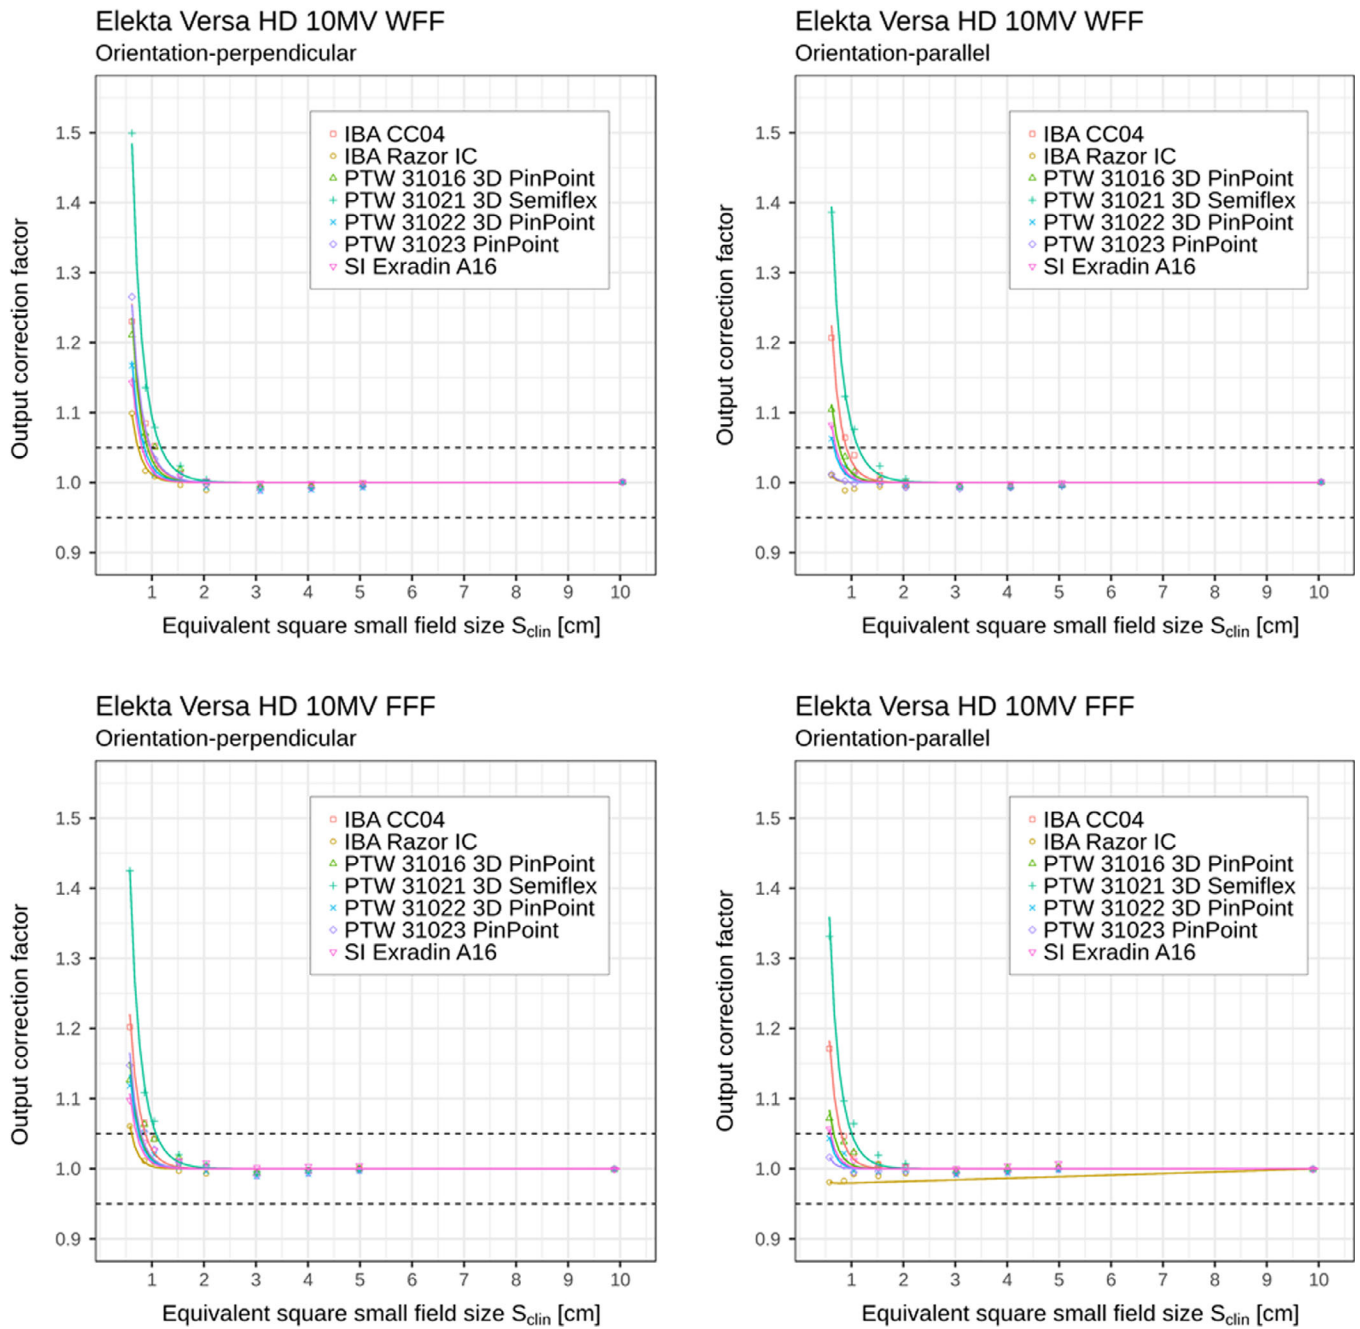 Elekta Versa HD 10MV WFF
Orientation-perpendicular
Output correction factor
1.5
1.4
1.3
1.2
1.1
1.0
0.9
IBA CC04
IBA Razor IC
PTW 31016 3D PinPoint
PTW 31021 3D Semiflex
PTW 31022 3D PinPoint
PTW 31023 PinPoint
SI Exradin A16
1 2 3 4 5 6 7 8 9 10
Equivalent square small field size Sclin [cm]
Elekta Versa HD 10MV WFF
Orientation-parallel
Output correction factor
1.5
1.4
1.3
1.2
1.1
1.0
0.9
IBA CC04
IBA Razor IC
PTW 31016 3D PinPoint
PTW 31021 3D Semiflex
PTW 31022 3D PinPoint
PTW 31023 PinPoint
SI Exradin A16
1 2 3 4 5 6 7 8 9 10
Equivalent square small field size Sclin [cm]
Elekta Versa HD 10MV FFF
Orientation-perpendicular
Output correction factor
1.5
1.4
1.3
1.2
1.1
1.0
0.9
IBA CC04
IBA Razor IC
PTW 31016 3D PinPoint
PTW 31021 3D Semiflex
PTW 31022 3D PinPoint
PTW 31023 PinPoint
SI Exradin A16
1 2 3 4 5 6 7 8 9 10
Equivalent square small field size Sclin [cm]
Elekta Versa HD 10MV FFF
Orientation-parallel
Output correction factor
1.5
1.4
1.3
1.2
1.1
1.0
0.9
IBA CC04
IBA Razor IC
PTW 31016 3D PinPoint
PTW 31021 3D Semiflex
PTW 31022 3D PinPoint
PTW 31023 PinPoint
SI Exradin A16
1 2 3 4 5 6 7 8 9 10
Equivalent square small field size Sclin [cm]